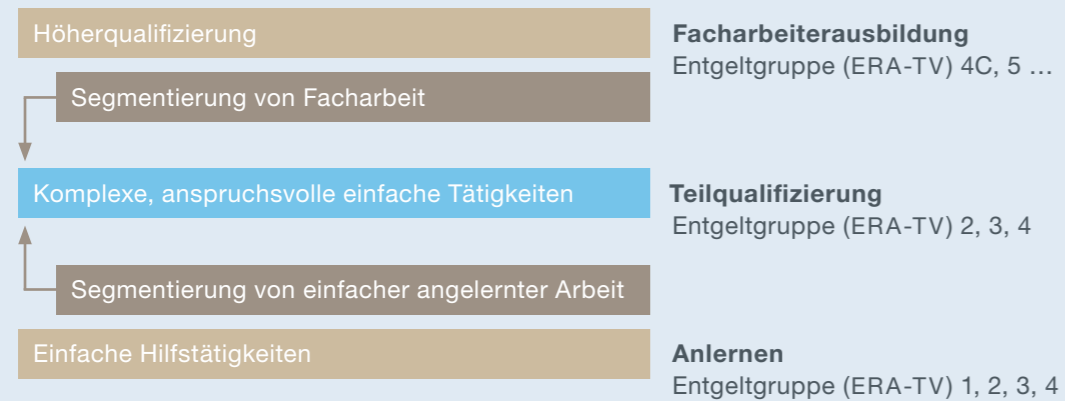 Höherqualifizierung
Facharbeiterausbildung
Entgeltgruppe (ERA-TV) 4C, 5 …
Segmentierung von Facharbeit
Komplexe, anspruchsvolle einfache Tätigkeiten
Teilqualifizierung
Entgeltgruppe (ERA-TV) 2, 3, 4
Segmentierung von einfacher angelernter Arbeit
Einfache Hilfstätigkeiten
Anlernen
Entgeltgruppe (ERA-TV) 1, 2, 3, 4